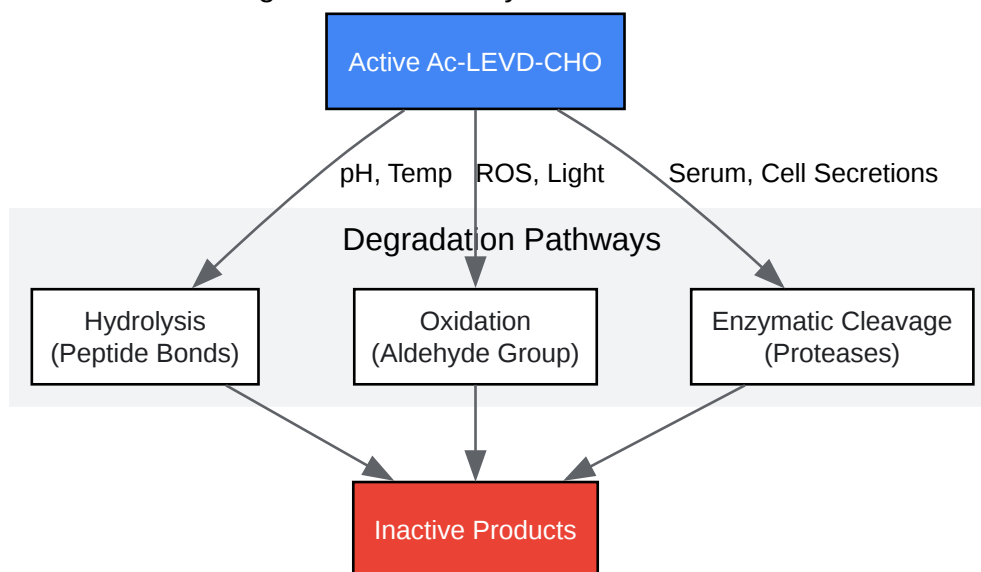 Active Ac-LEVD-CHO
pH, Temp
ROS, Light
Serum, Cell Secretions
Degradation Pathways
Hydrolysis
(Peptide Bonds)
Oxidation
(Aldehyde Group)
Enzymatic Cleavage
(Proteases)
Inactive Products